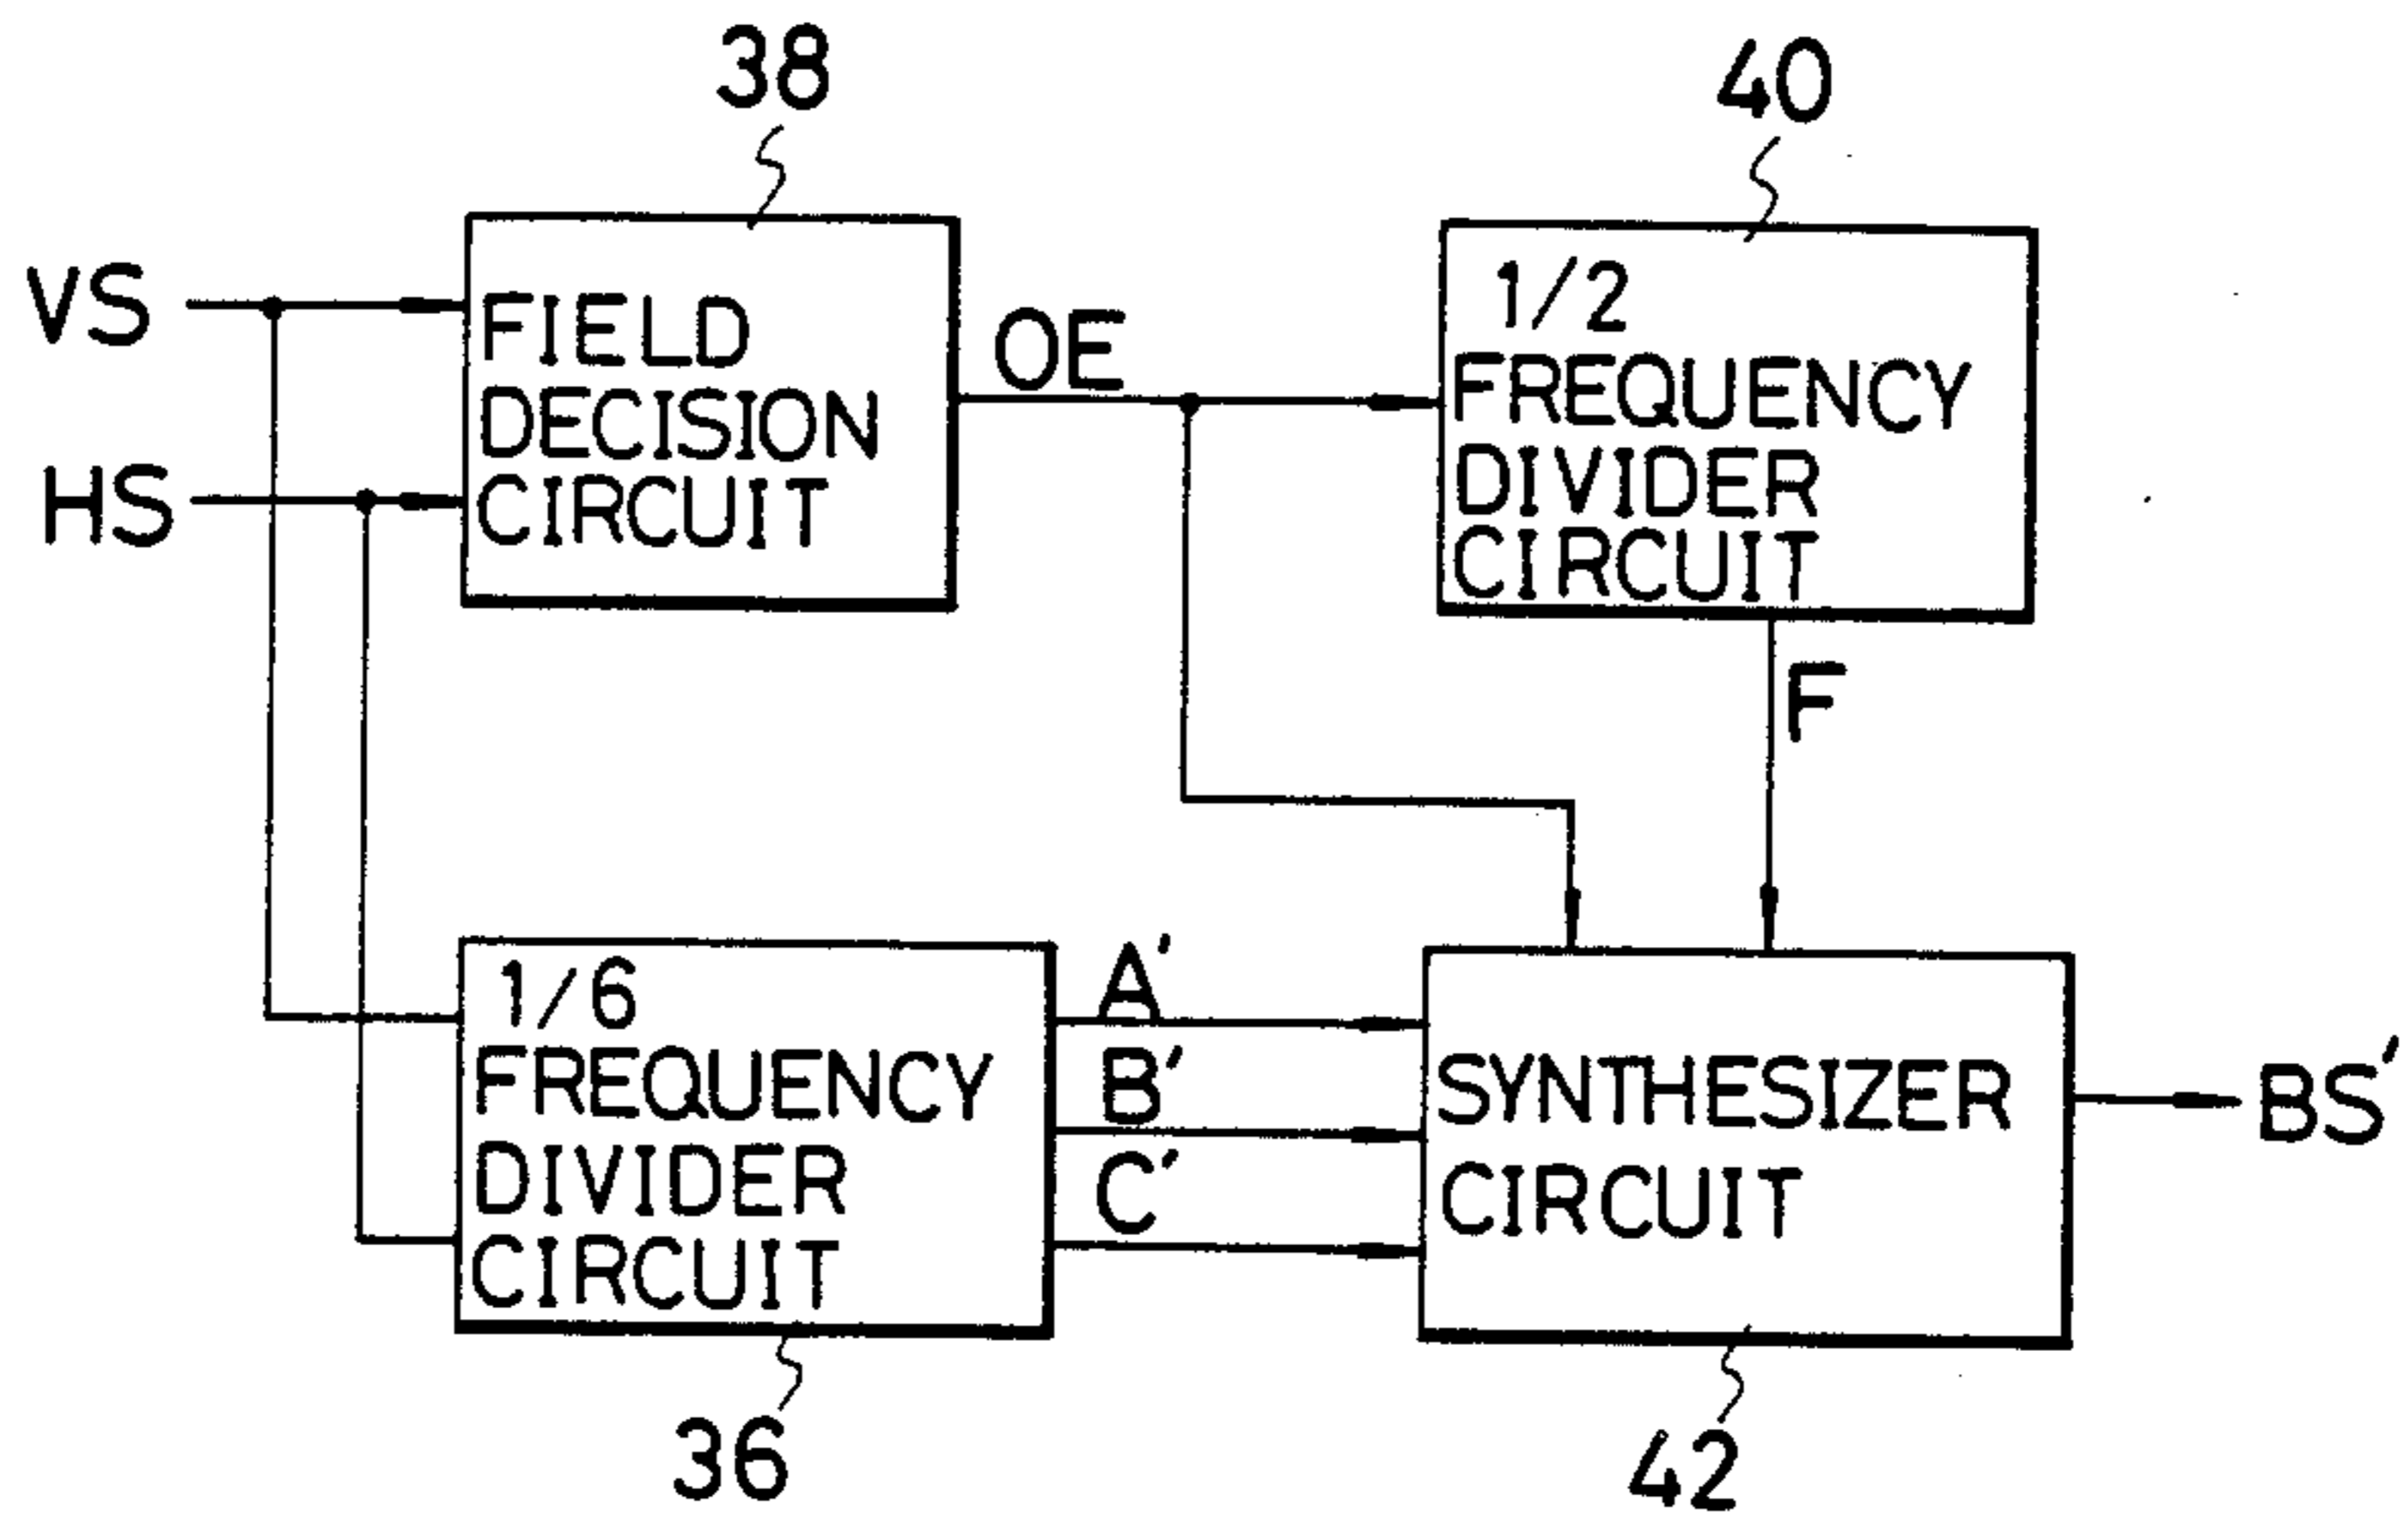 38
40
VS
HS
FIELD
DECISION
CIRCUIT
OE
1/2
FREQUENCY
DIVIDER
CIRCUIT
F
1/6
FREQUENCY
DIVIDER
CIRCUIT
A'
B'
C'
SYNTHESIZER
CIRCUIT
BS'
36
42